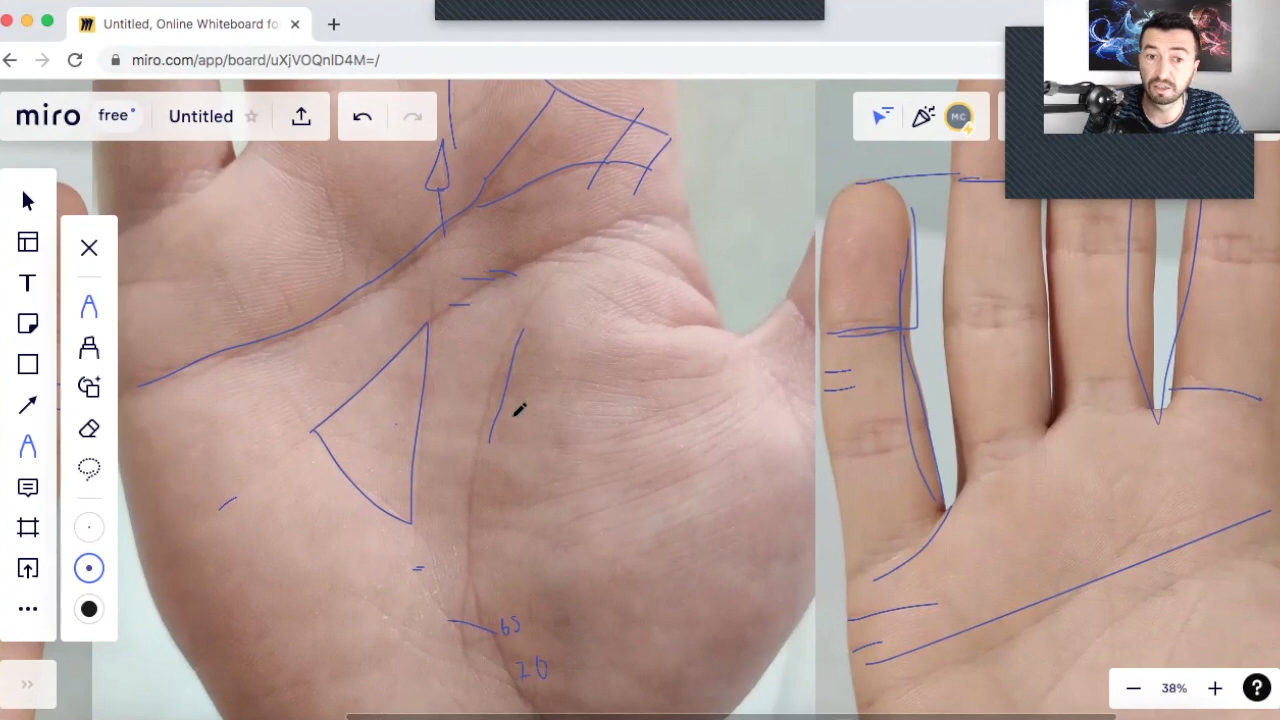 Untitled, Online Whiteboard fo
miro.com/app/board/uXjVOQnID4M=/
miro free
Untitled
MC
T
65
70
38%